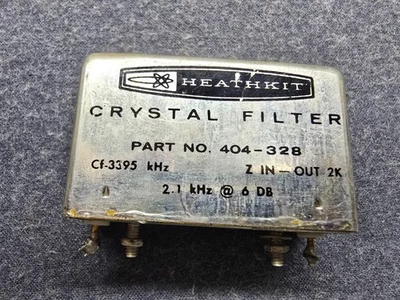 HEATHKIT
CRYSTAL FILTER
PART NO. 404-328
Cf-3395 kHz Z IN-OUT 2K
2.1 kHz @ 6 DB